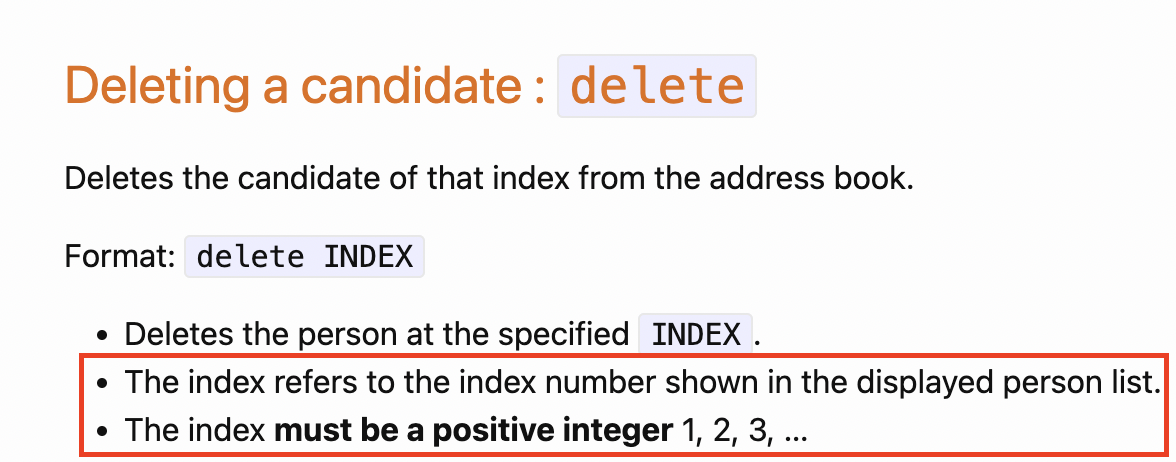 Deleting a candidate : delete
Deletes the candidate of that index from the address book.
Format: delete INDEX
• Deletes the person at the specified INDEX.
• The index refers to the index number shown in the displayed person list.
• The index must be a positive integer 1, 2, 3, ...